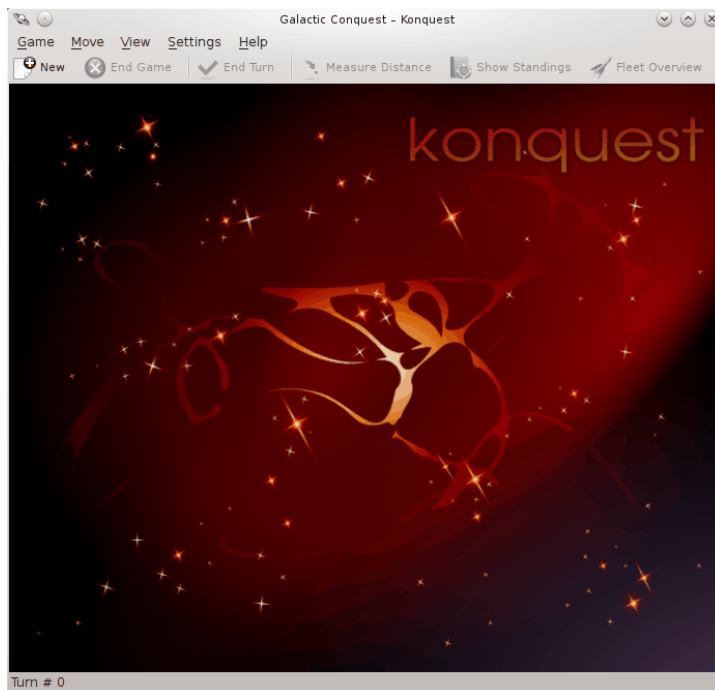 Galactic Conquest – Konquest
Game Move View Settings Help
New End Game End Turn Measure Distance Show Standings Fleet Overview
konquest
Turn # 0